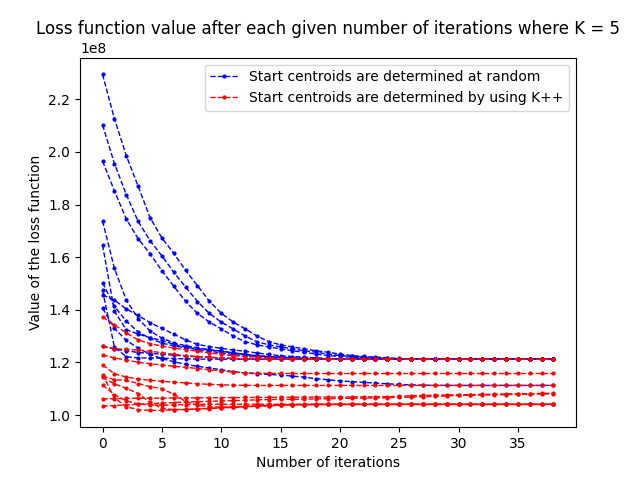 Loss function value after each given number of iterations where K = 5
1e8
Start centroids are determined at random
Start centroids are determined by using K++
2.2
2.0
1.8
1.6
1.4
1.2
1.0
Value of the loss function
0 5 10 15 20 25 30 35
Number of iterations